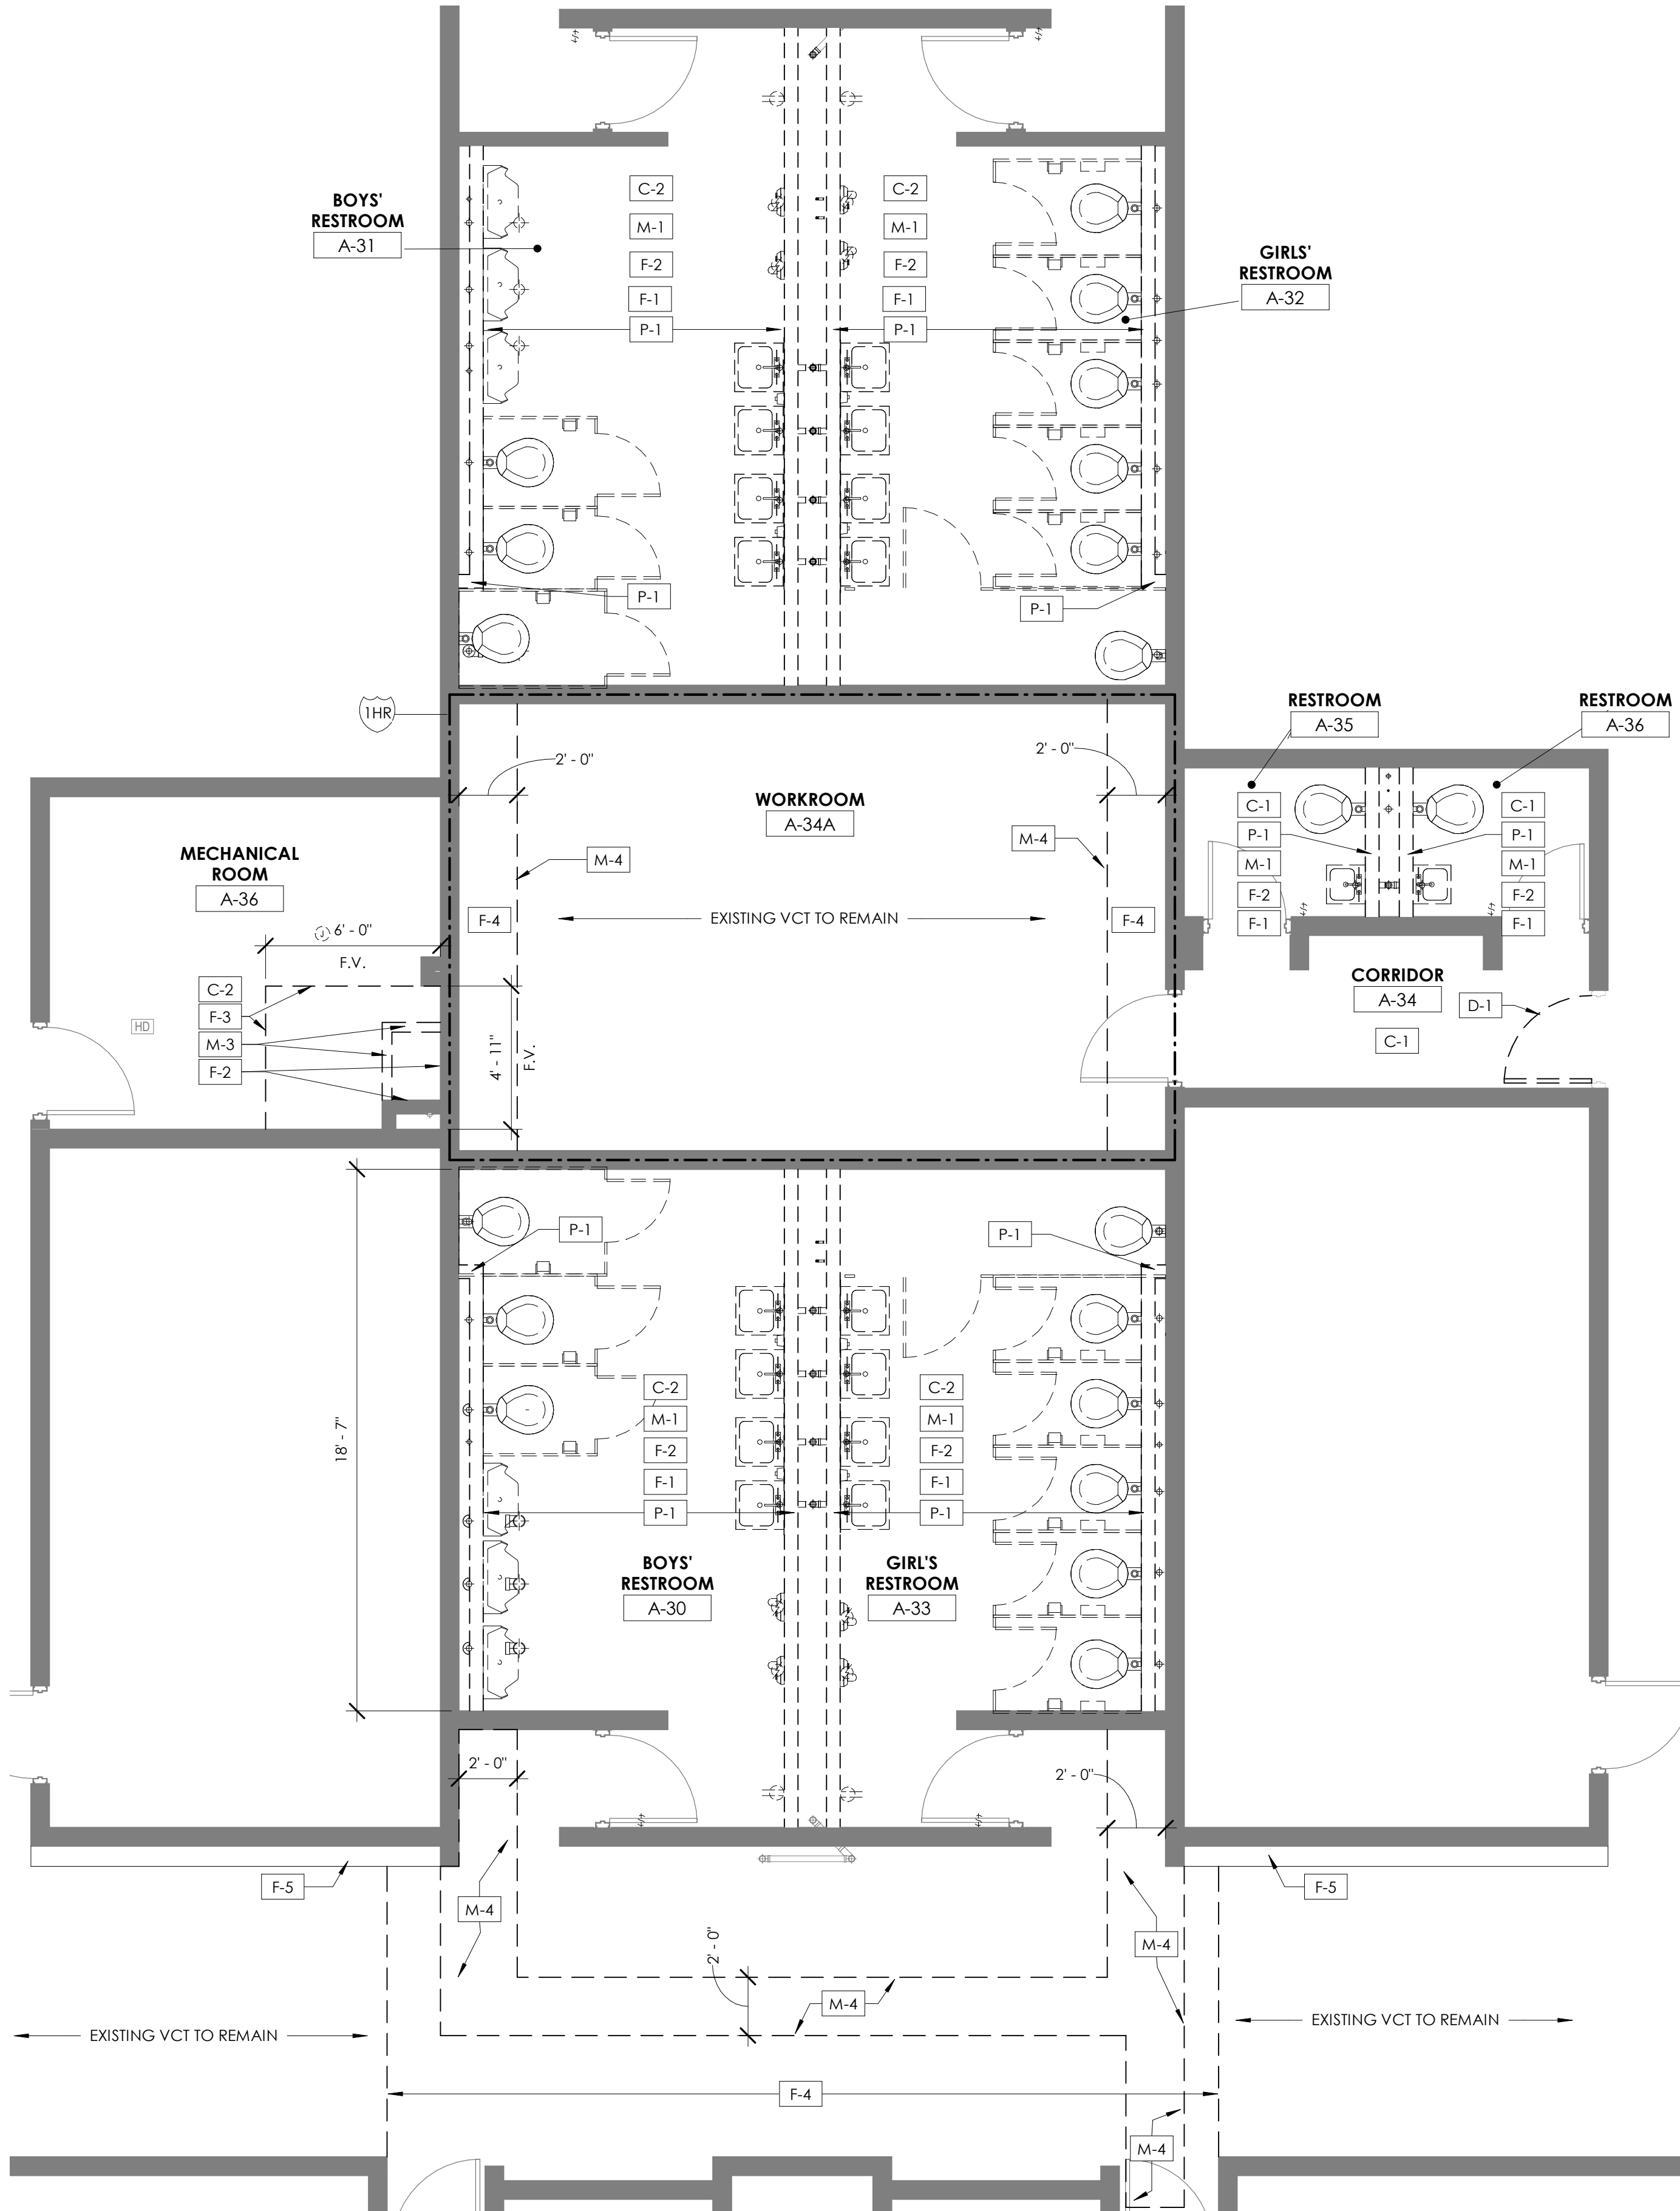 BOYS'
RESTROOM
A-31
C-2
M-1
F-2
F-1
P-1
C-2
M-1
F-2
F-1
P-1
GIRLS'
RESTROOM
A-32
P-1
P-1
1HR
2' - 0"
2' - 0"
WORKROOM
A-34A
M-4
M-4
F-4
EXISTING VCT TO REMAIN
F-4
RESTROOM
A-35
RESTROOM
A-36
C-1
P-1
M-1
F-2
F-1
C-1
P-1
M-1
F-2
F-1
MECHANICAL
ROOM
A-36
J
6' - 0"
F.V.
C-2
F-3
M-3
F-2
HD
4' - 11"
F.V.
CORRIDOR
A-34
D-1
C-1
18' - 7"
P-1
P-1
C-2
M-1
F-2
F-1
P-1
C-2
M-1
F-2
F-1
P-1
BOYS'
RESTROOM
A-30
GIRL'S
RESTROOM
A-33
2' - 0"
2' - 0"
F-5
F-5
M-4
M-4
2' - 0"
M-4
EXISTING VCT TO REMAIN
EXISTING VCT TO REMAIN
F-4
M-4